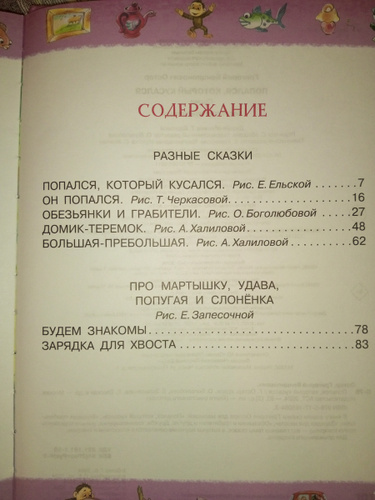 СОДЕРЖАНИЕ
РАЗНЫЕ СКАЗКИ
ПОПАЛСЯ, КОТОРЫЙ КУСАЛСЯ. Рис. Е. Ельской.......7
ОН ПОПАЛСЯ. Рис. Т. Черкасовой....................16
ОБЕЗЬЯНКИ И ГРАБИТЕЛИ. Рис. О. Боголюбовой....27
ДОМИК-ТЕРЕМОК. Рис. А. Халиловой.................48
БОЛЬШАЯ-ПРЕБОЛЬШАЯ. Рис. А. Халиловой..........62
ПРО МАРТЫШКУ, УДАВА,
ПОПУГАЯ И СЛОНЁНКА
Рис. Е. Запесочной
БУДЕМ ЗНАКОМЫ..............................78
ЗАРЯДКА ДЛЯ ХВОСТА..........................83